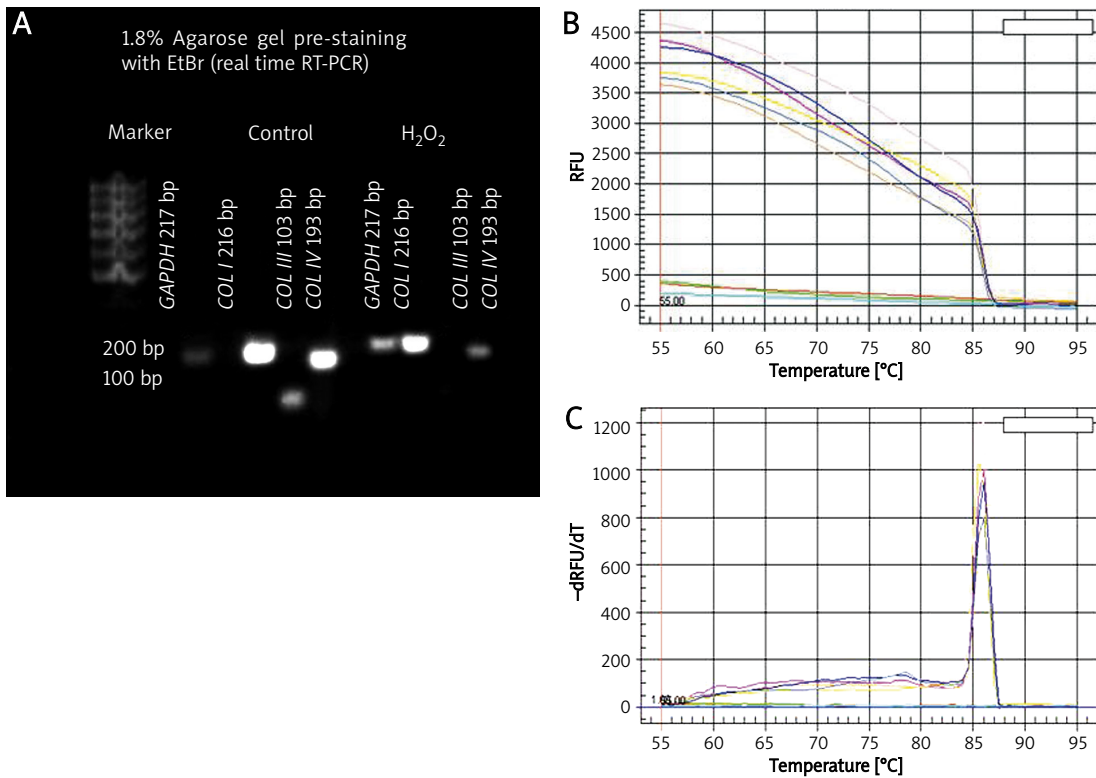 A
1.8% Agarose gel pre-staining
with EtBr (real time RT-PCR)
Marker
Control
H₂O₂
GAPDH 217 bp
COL I 216 bp
COL III 103 bp
COL IV 193 bp
GAPDH 217 bp
COL I 216 bp
COL III 103 bp
COL IV 193 bp
200 bp
100 bp
B
RFU
4500
4000
3500
3000
2500
2000
1500
1000
500
0
55.00
55 60 65 70 75 80 85 90 95
Temperature [°C]
C
–dRFU/dT
1200
1000
800
600
400
200
0
55 60 65 70 75 80 85 90 95
Temperature [°C]